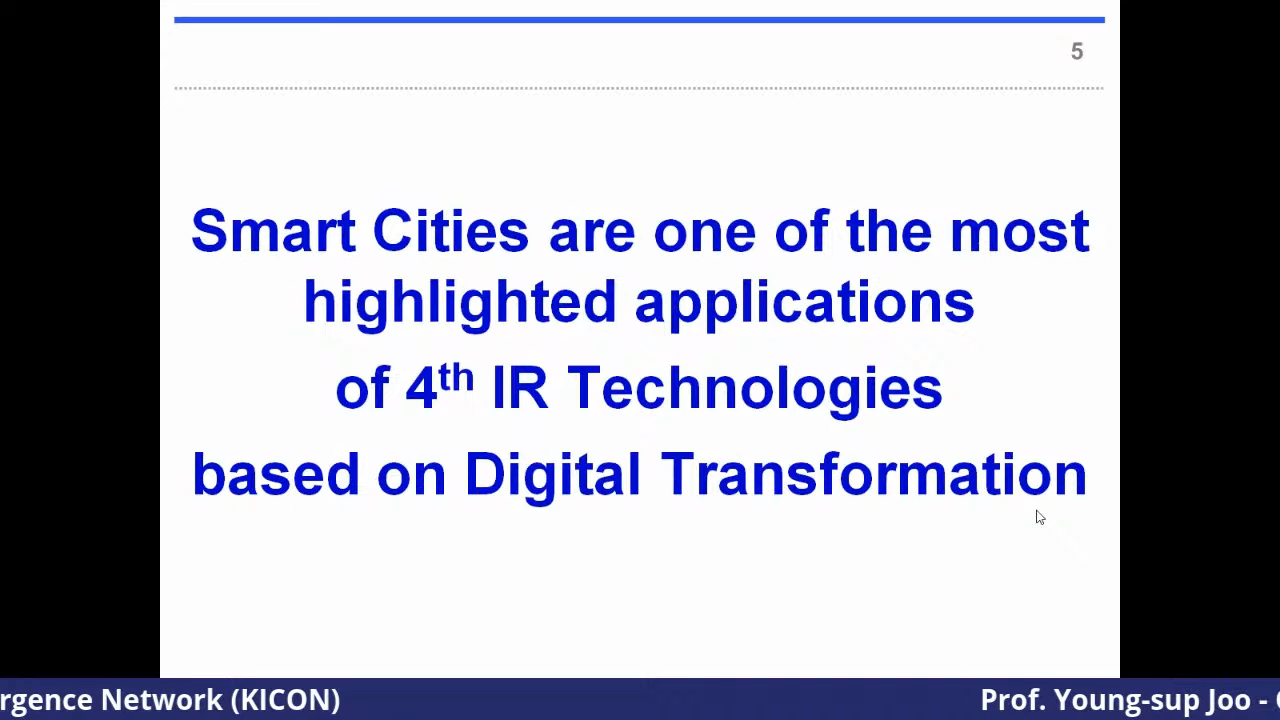 5
Smart Cities are one of the most
highlighted applications
of 4th IR Technologies
based on Digital Transformation
rgence Network (KICON) Prof. Young-sup Joo -